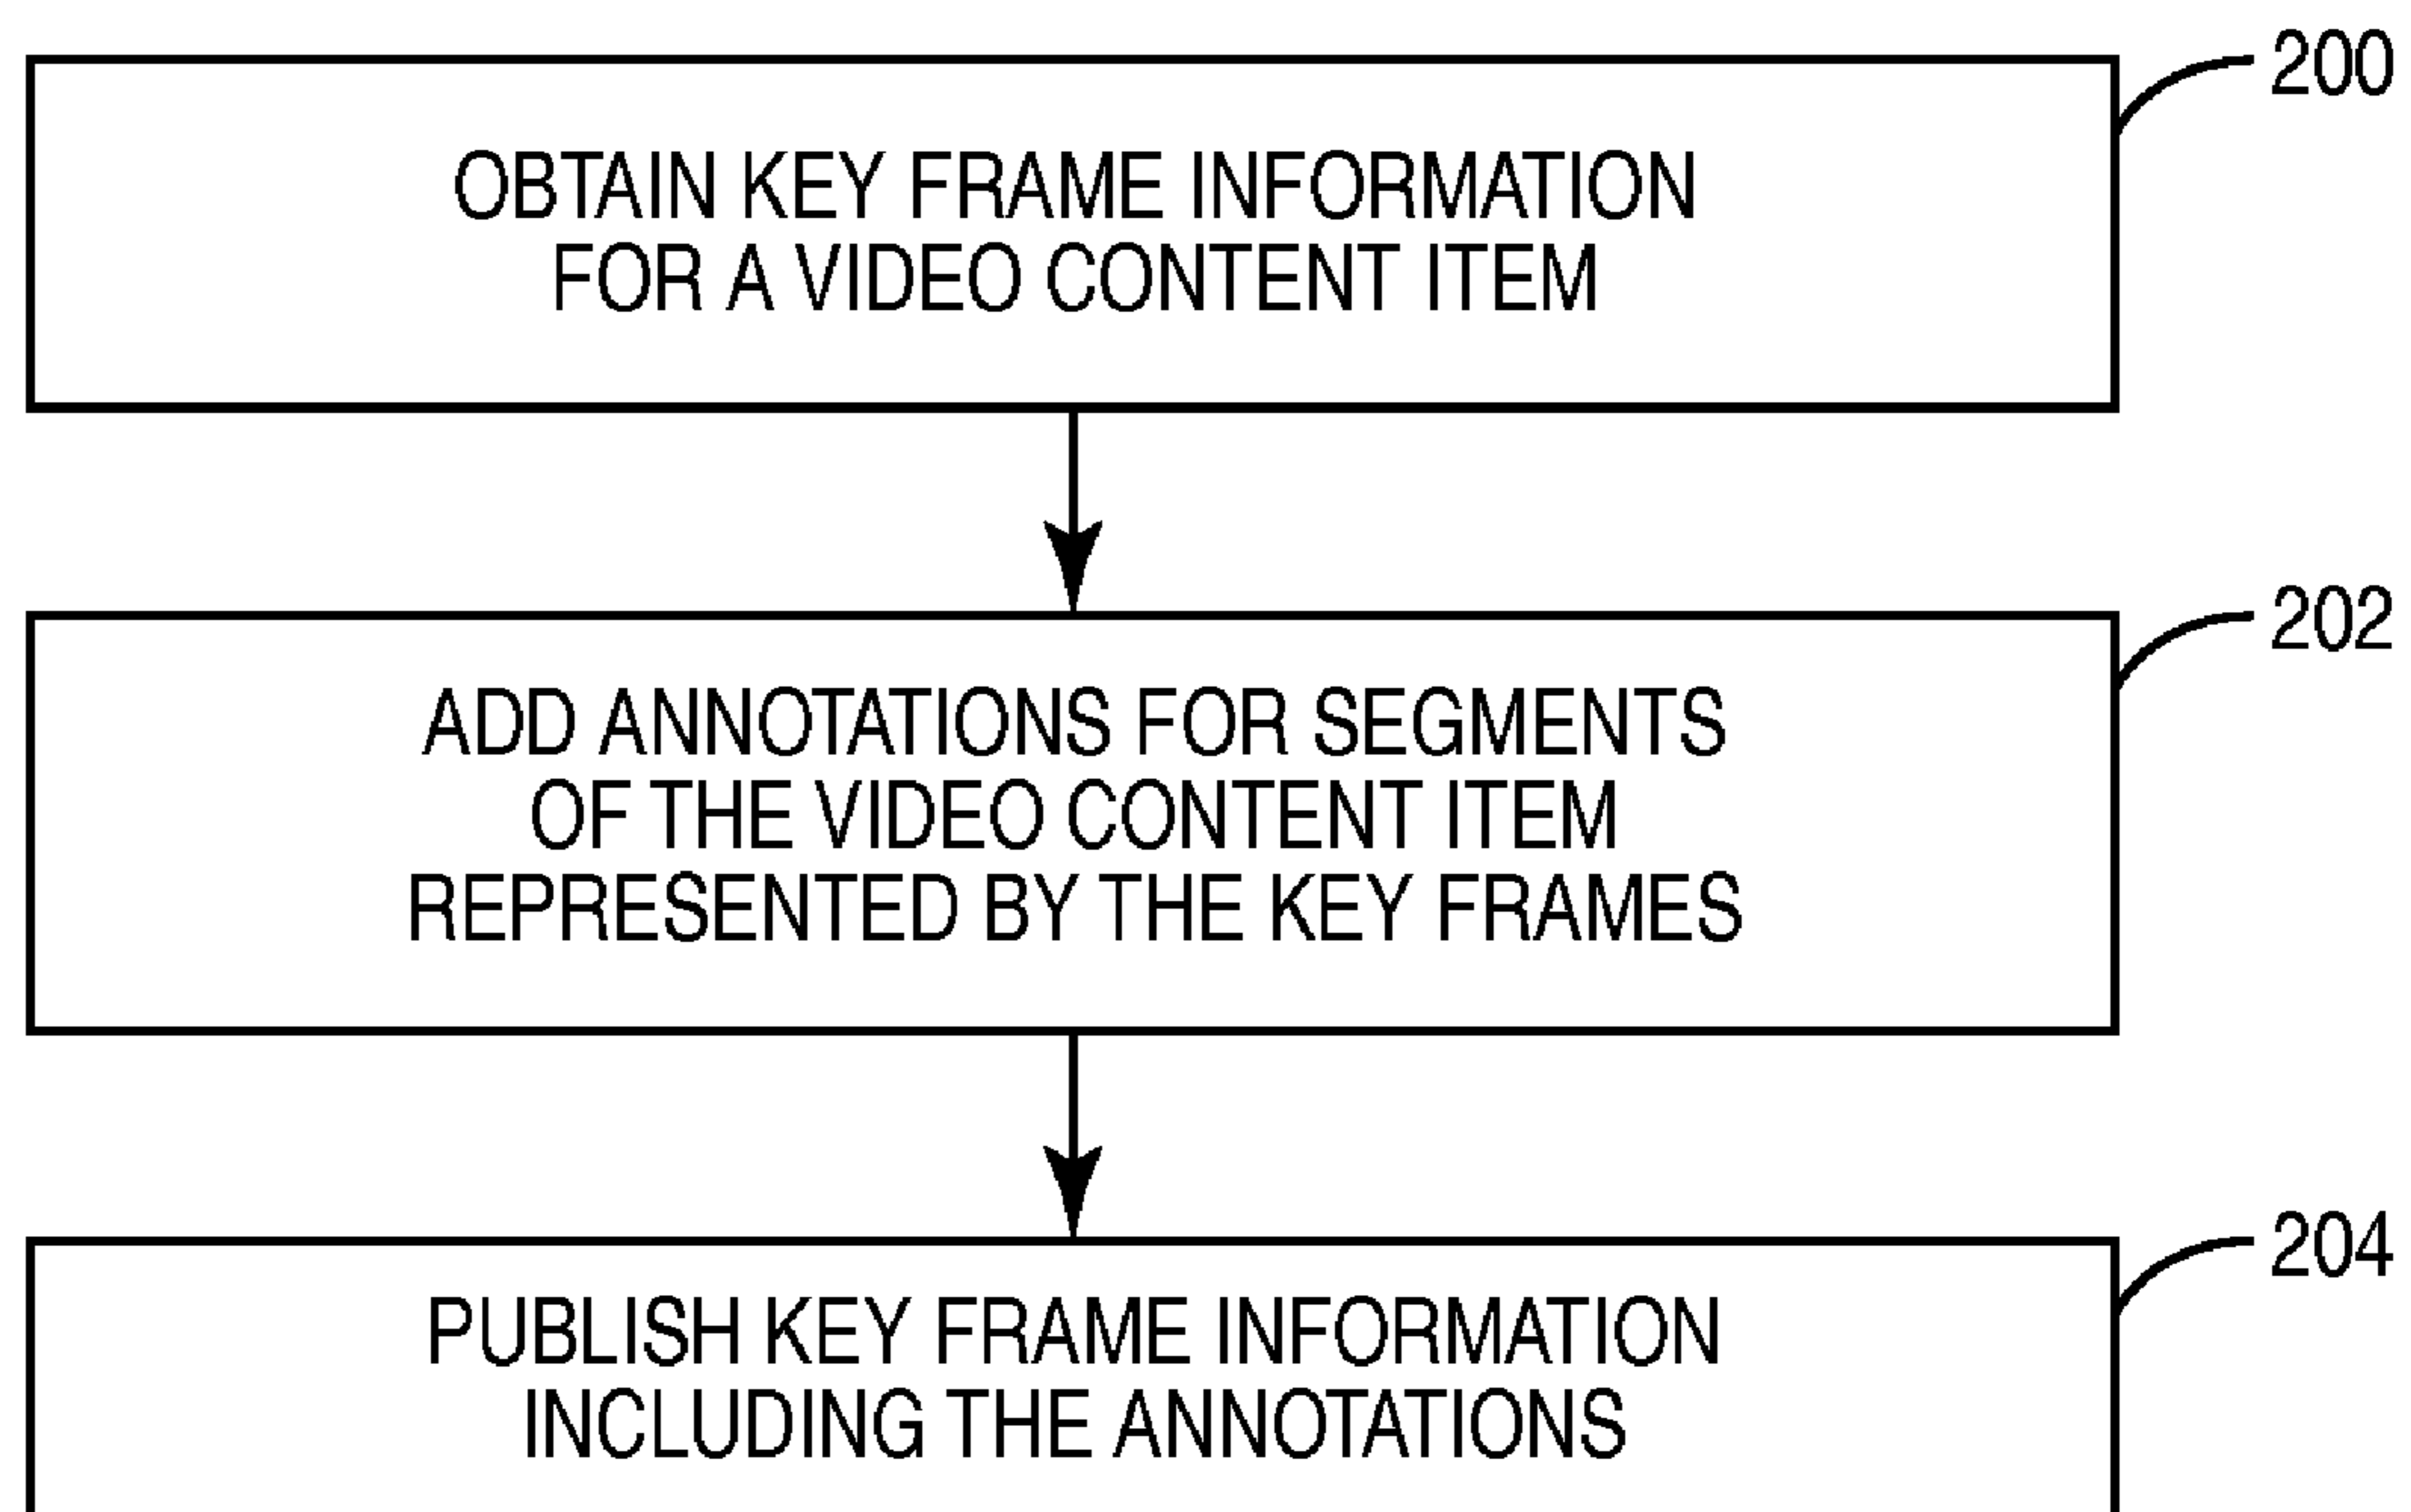 200
OBTAIN KEY FRAME INFORMATION
FOR A VIDEO CONTENT ITEM
202
ADD ANNOTATIONS FOR SEGMENTS
OF THE VIDEO CONTENT ITEM
REPRESENTED BY THE KEY FRAMES
204
PUBLISH KEY FRAME INFORMATION
INCLUDING THE ANNOTATIONS